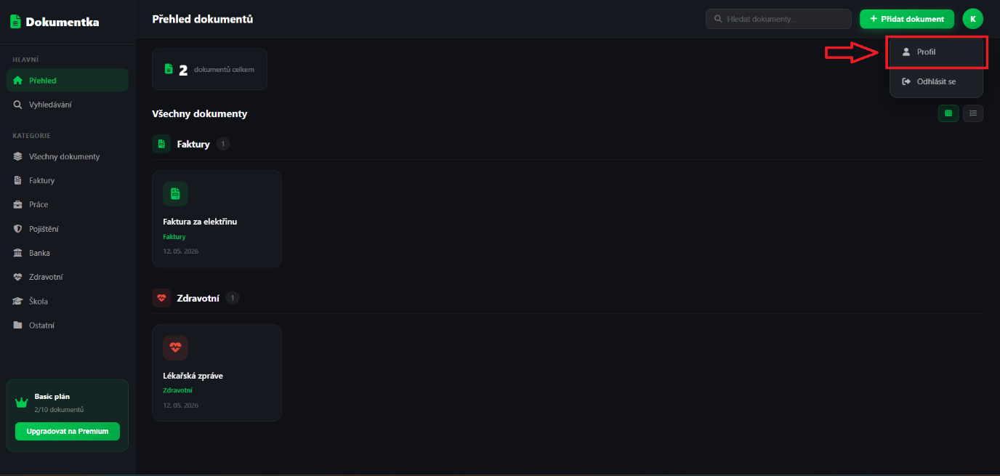 Dokumentka
Přehled dokumentů
Hledat dokumenty...
+ Přidat dokument
K
Profil
Odhlásit se
HLAVNÍ
Přehled
Vyhledávání
KATEGORIE
Všechny dokumenty
Faktury
Práce
Pojištění
Banka
Zdravotní
Škola
Ostatní
Basic plán
2/10 dokumentů
Upgradovat na Premium
2 dokumentů celkem
Všechny dokumenty
Faktury 1
Faktura za elektřinu
Faktury
12. 05. 2026
Zdravotní 1
Lékařská zpráve
Zdravotní
12. 05. 2026